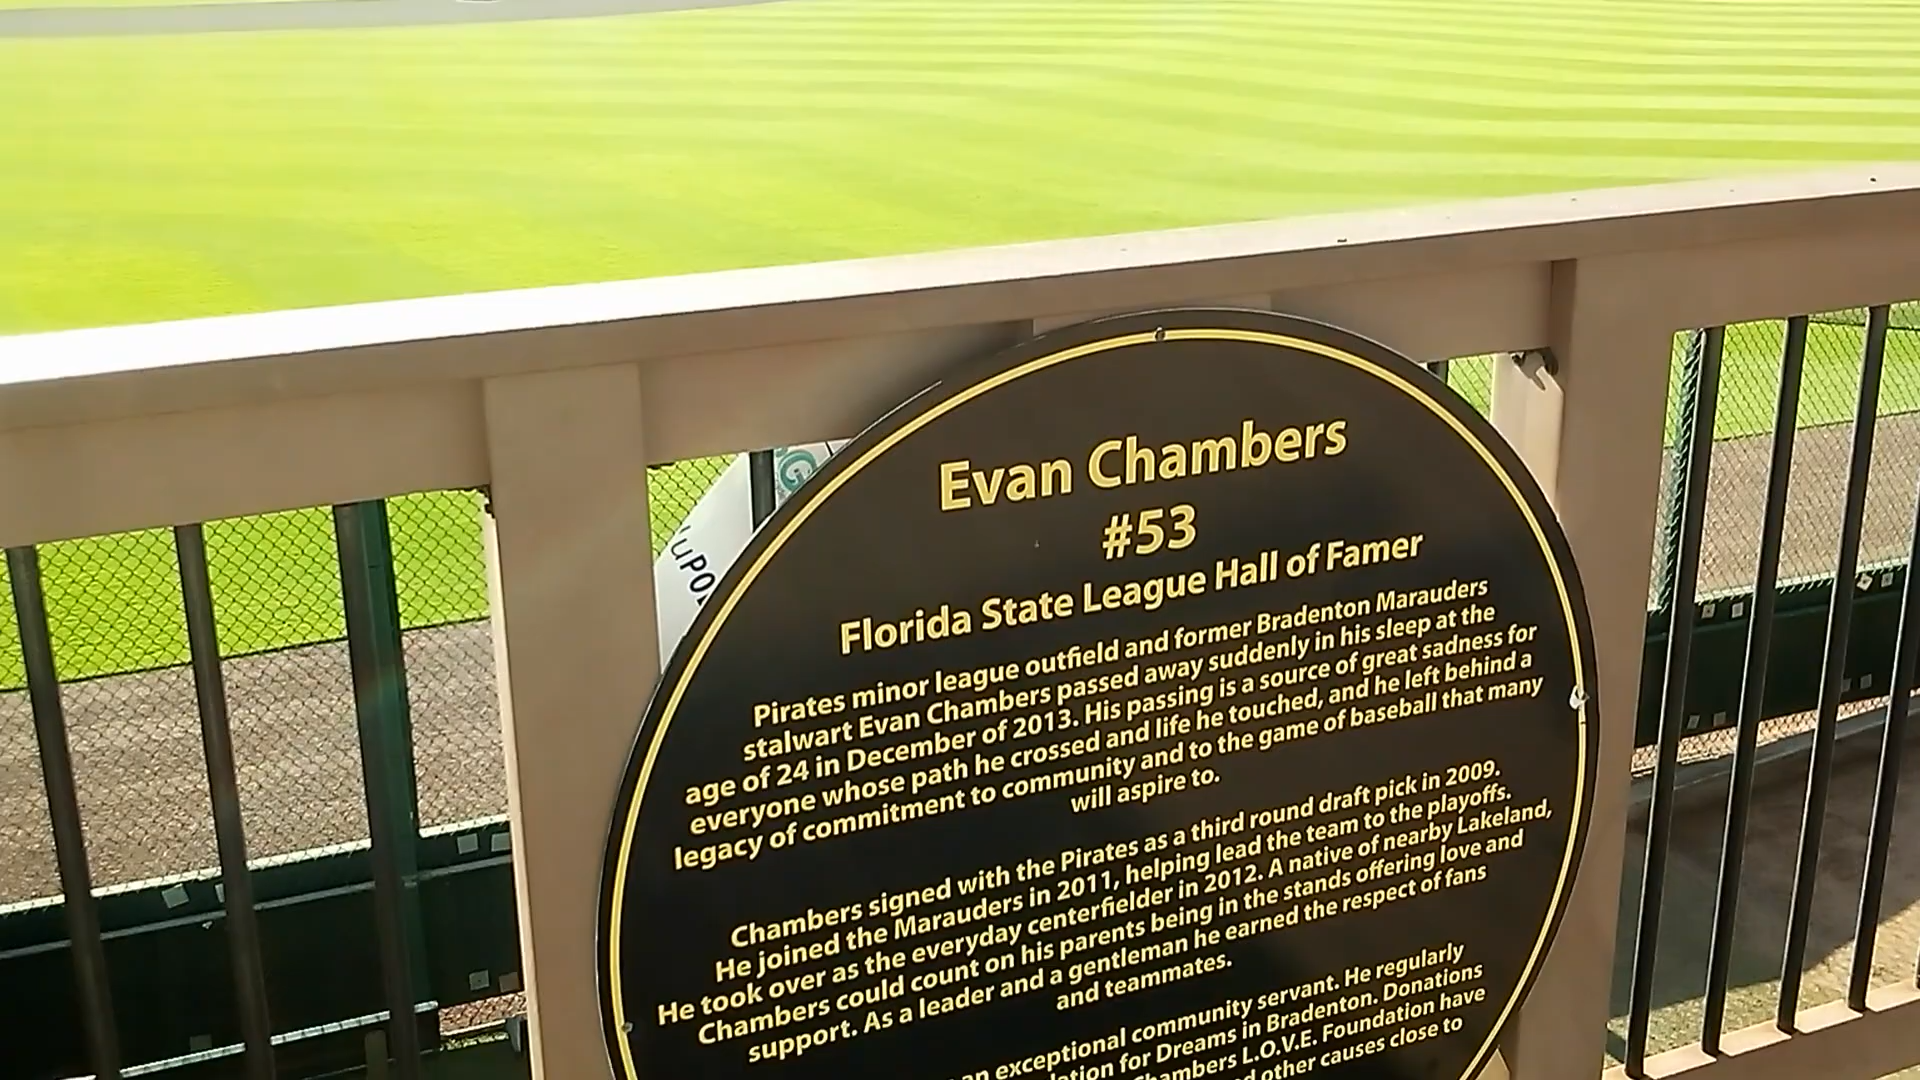 Evan Chambers
#53
Florida State League Hall of Famer
Pirates minor league outfield and former Bradenton Marauders
stalwart Evan Chambers passed away suddenly in his sleep at the
age of 24 in December of 2013. His passing is a source of great sadness for
everyone whose path he crossed and life he touched, and he left behind a
legacy of commitment to community and to the game of baseball that many
will aspire to.
Chambers signed with the Pirates as a third round draft pick in 2009.
He joined the Marauders in 2011, helping lead the team to the playoffs.
He took over as the everyday centerfielder in 2012. A native of nearby Lakeland,
Chambers could count on his parents being in the stands offering love and
support. As a leader and a gentleman he earned the respect of fans
and teammates.
an exceptional community servant. He regularly
for Dreams in Bradenton. Donations
Chambers L.O.V.E. Foundation have
other causes close to